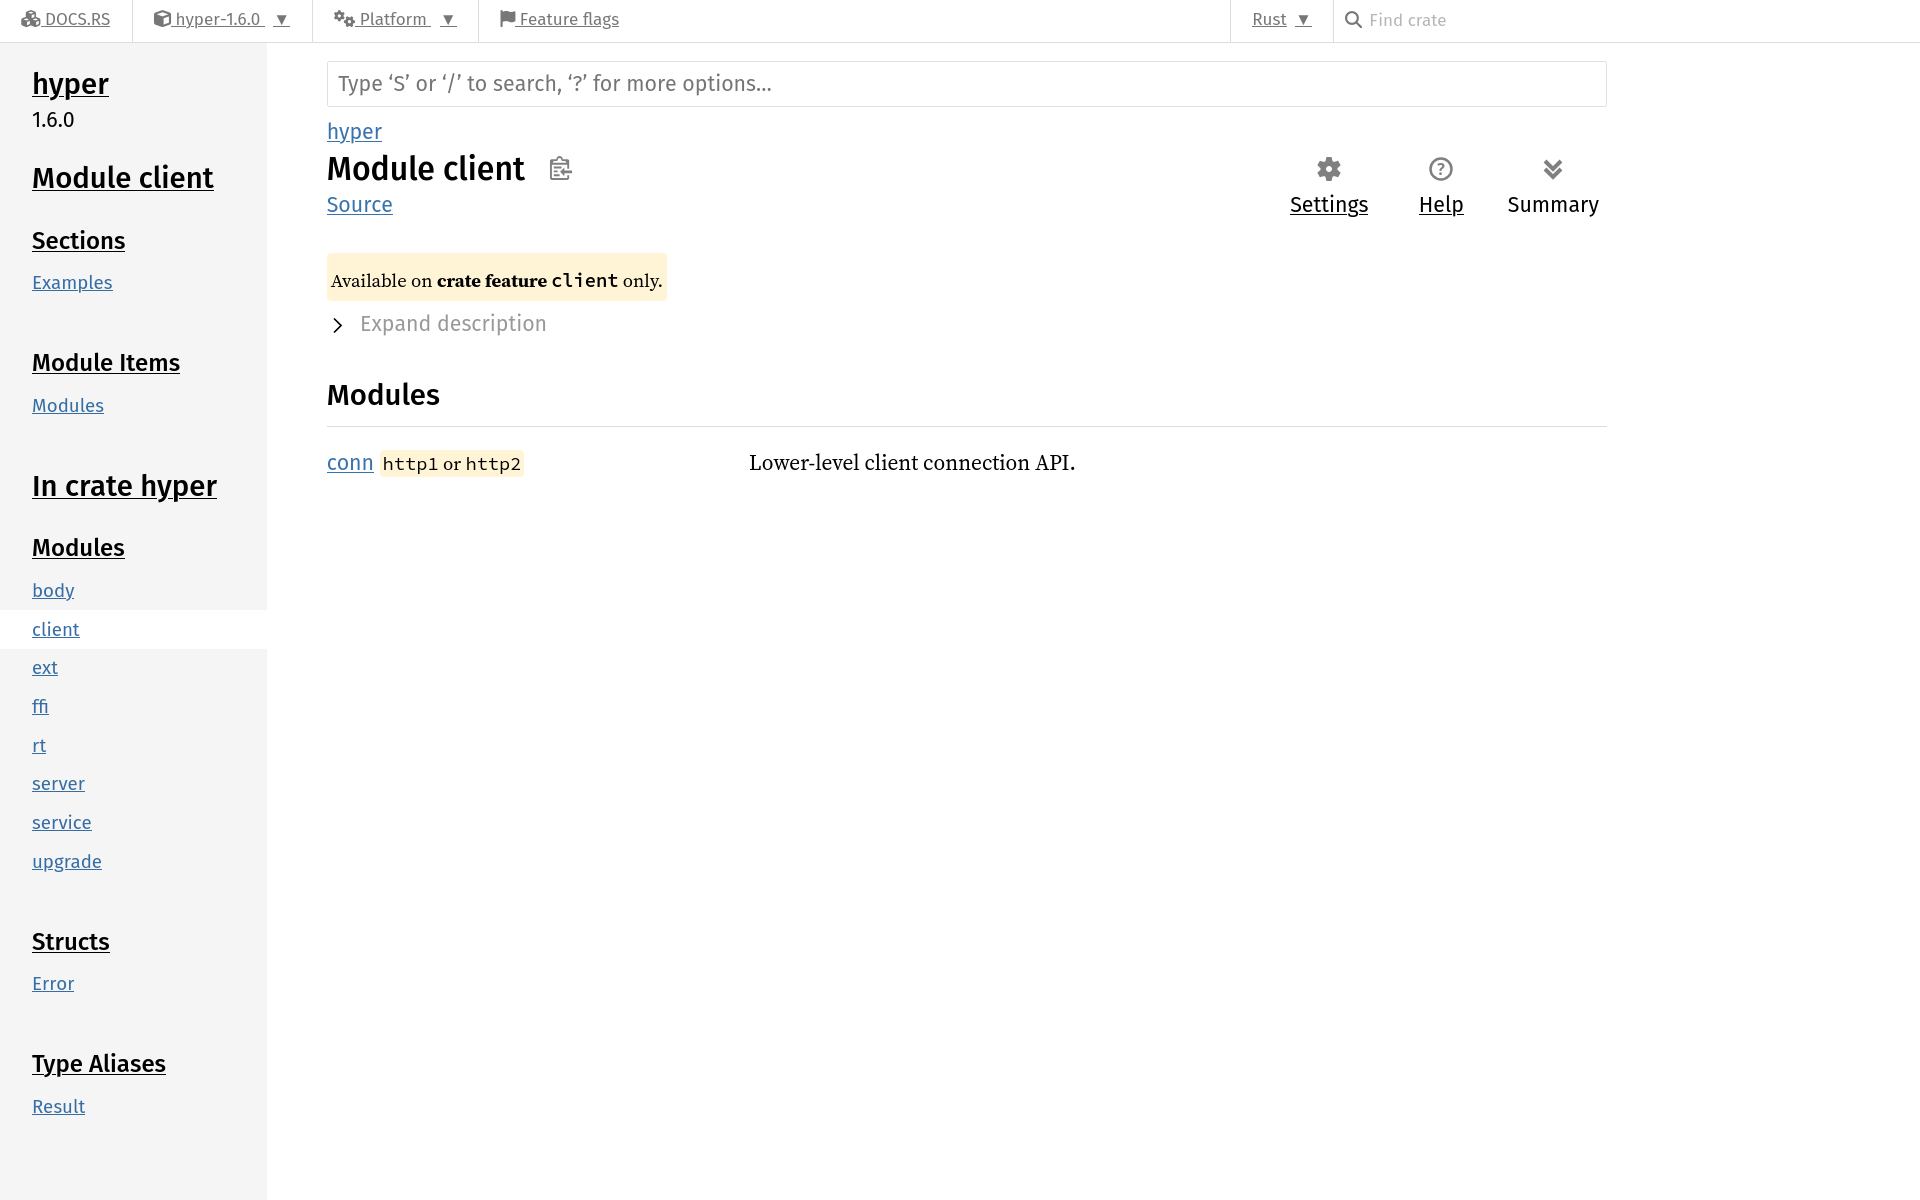 DOCS.RS
hyper-1.6.0 ▼
Platform ▼
Feature flags
Rust ▼
Find crate
hyper
1.6.0
Module client
Sections
Examples
Module Items
Modules
In crate hyper
Modules
body
client
ext
ffi
rt
server
service
upgrade
Structs
Error
Type Aliases
Result
Type ‘S’ or ‘/’ to search, ‘?’ for more options…
hyper
Module client
Source
Settings
Help
Summary
Available on crate feature client only.
Expand description
Modules
conn http1 or http2
Lower-level client connection API.